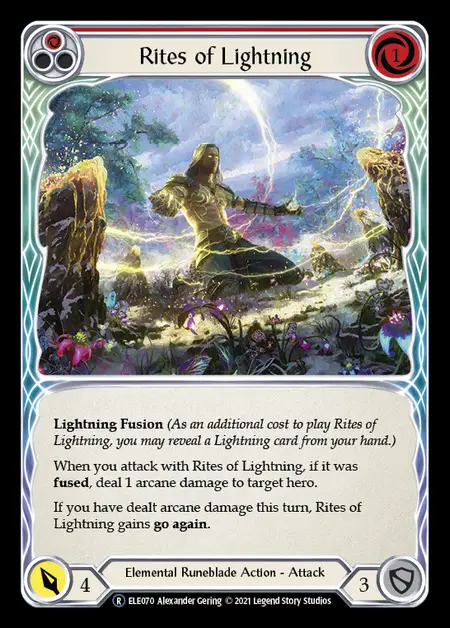 Rites of Lightning
1
Lightning Fusion (As an additional cost to play Rites of
Lightning, you may reveal a Lightning card from your hand.)
When you attack with Rites of Lightning, if it was
fused, deal 1 arcane damage to target hero.
If you have dealt arcane damage this turn, Rites of
Lightning gains go again.
4
Elemental Runeblade Action - Attack
3
R ELE070 Alexander Gering © 2021 Legend Story Studios